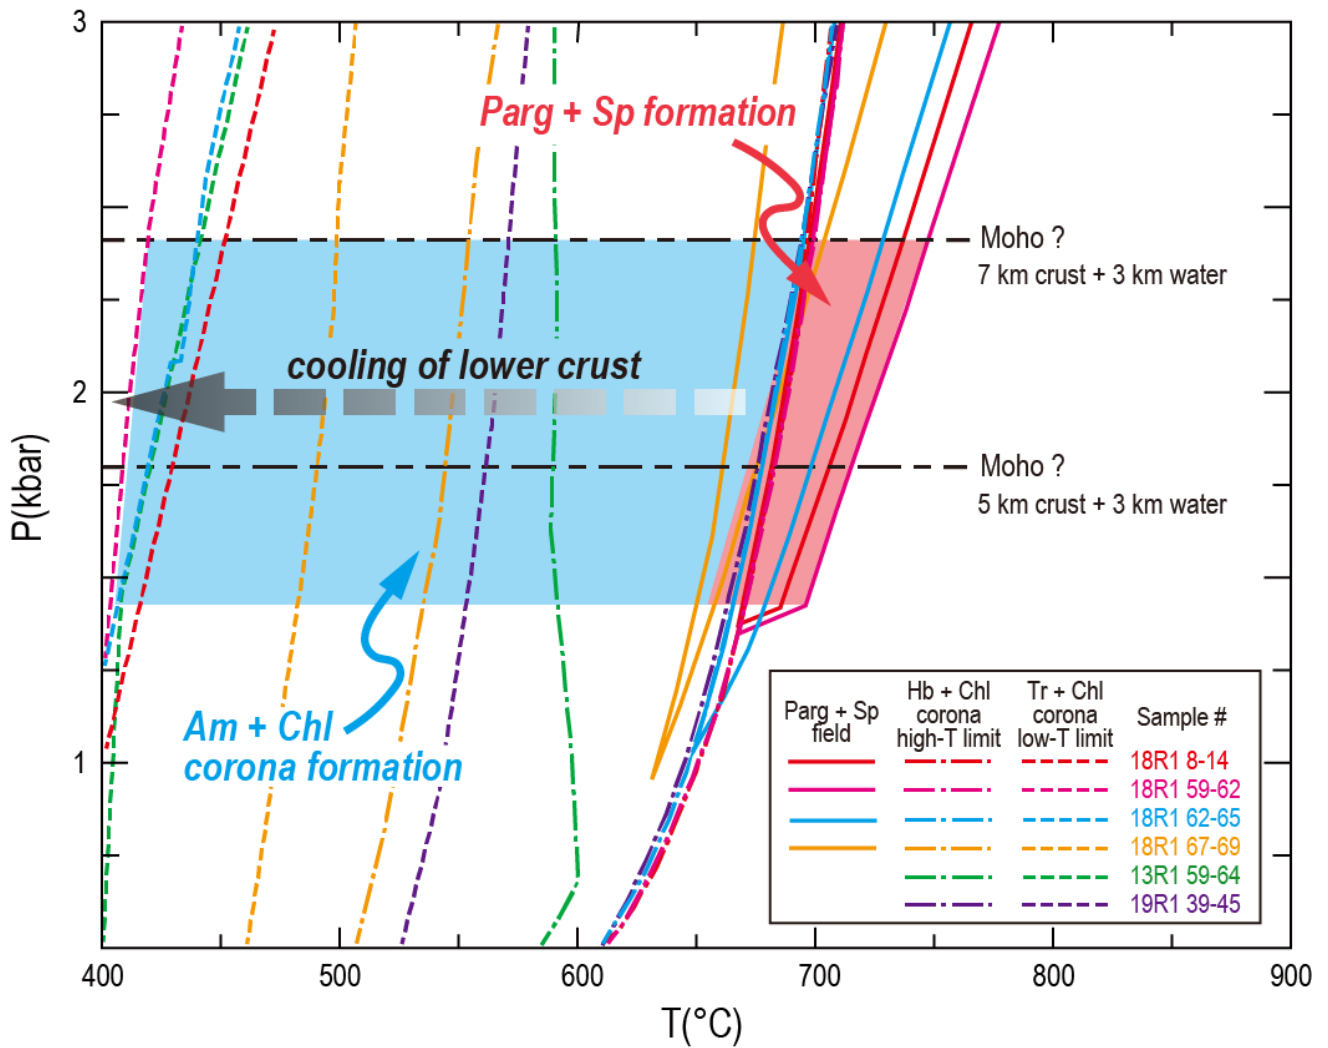 3
2
1
P(kbar)
Parg + Sp formation
Moho ?
7 km crust + 3 km water
cooling of lower crust
Moho ?
5 km crust + 3 km water
Am + Chl
corona formation
Parg + Sp
field
Hb + Chl
corona
high-T limit
Tr + Chl
corona
low-T limit
Sample #
18R1 8-14
18R1 59-62
18R1 62-65
18R1 67-69
13R1 59-64
19R1 39-45
400
500
600
700
800
900
T(°C)